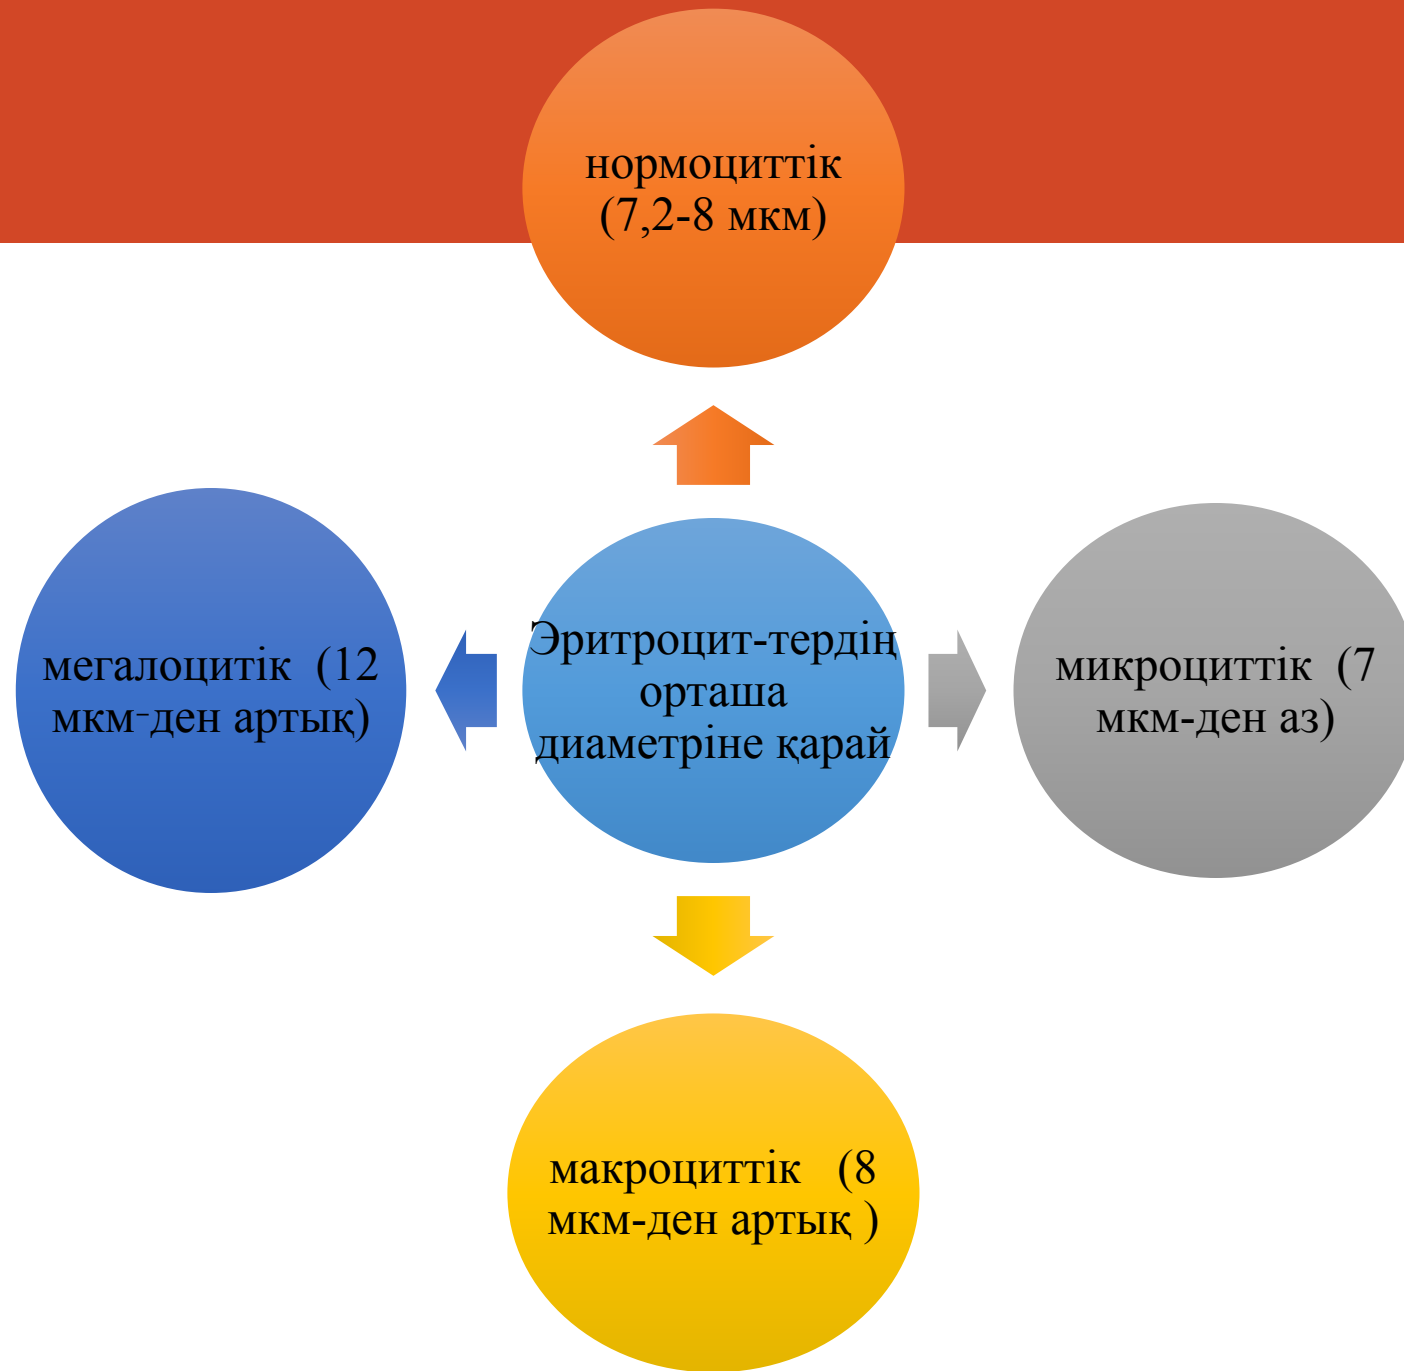 нормоциттік
(7,2-8 мкм)
мегалоцитік (12
мкм-ден артық)
Эритроцит-тердің
орташа
диаметріне қарай
микроциттік (7
мкм-ден аз)
макроциттік (8
мкм-ден артық )